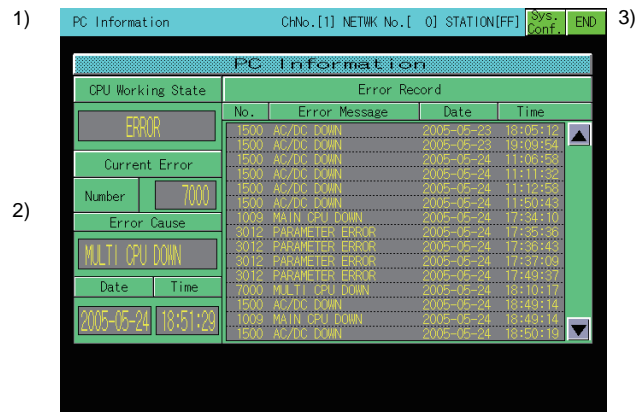 1)
PC Information ChNo.[1] NETWK No.[ 0] STATION[FF] Sys. Conf. END
3)
PC Information
CPU Working State
Error Record
No. Error Message Date Time
ERROR
1500 AC/DC DOWN 2005-05-23 18:05:12
1500 AC/DC DOWN 2005-05-23 19:09:54
1500 AC/DC DOWN 2005-05-24 11:06:58
1500 AC/DC DOWN 2005-05-24 11:11:32
1500 AC/DC DOWN 2005-05-24 11:12:58
1500 AC/DC DOWN 2005-05-24 11:50:43
1009 MAIN CPU DOWN 2005-05-24 17:34:10
3012 PARAMETER ERROR 2005-05-24 17:35:36
3012 PARAMETER ERROR 2005-05-24 17:36:43
3012 PARAMETER ERROR 2005-05-24 17:37:09
3012 PARAMETER ERROR 2005-05-24 17:49:37
7000 MULTI CPU DOWN 2005-05-24 18:10:17
1500 AC/DC DOWN 2005-05-24 18:49:14
1009 MAIN CPU DOWN 2005-05-24 18:49:14
1500 AC/DC DOWN 2005-05-24 18:50:19
Current Error
Number 7000
2)
Error Cause
MULTI CPU DOWN
Date Time
2005-05-24 18:51:29